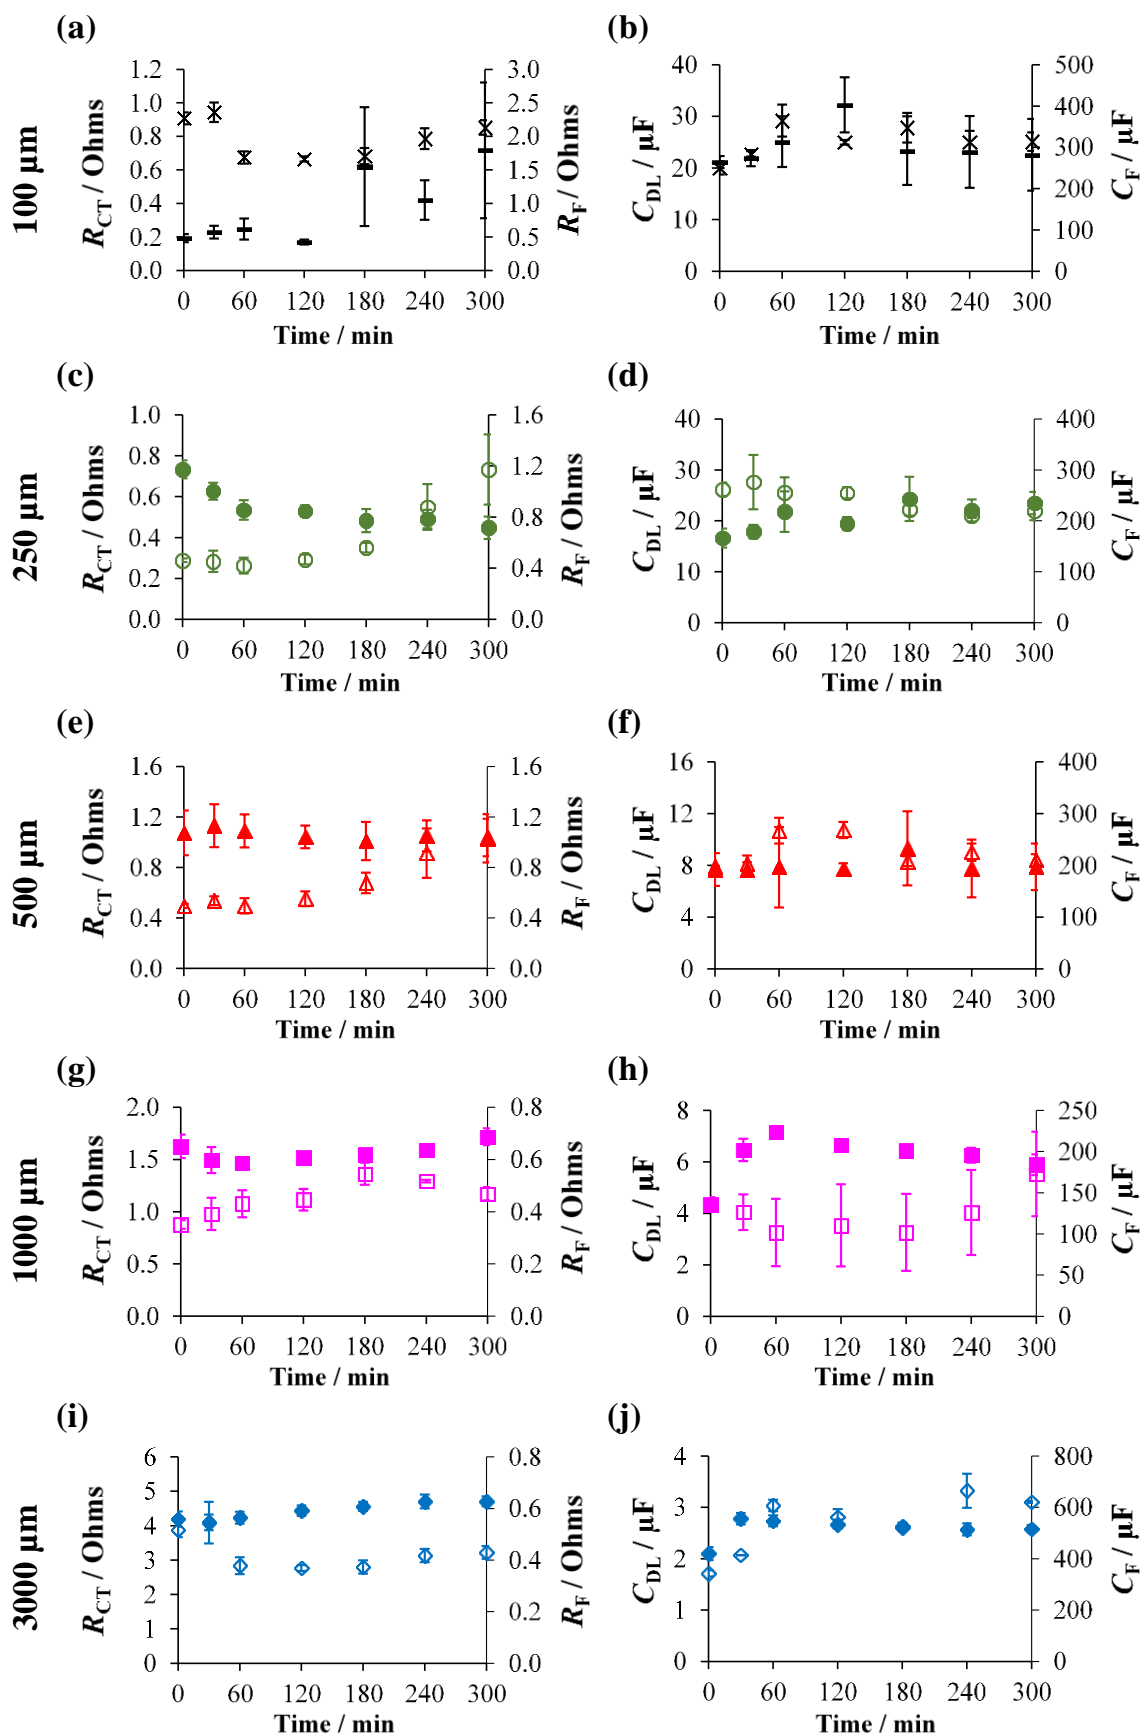 (a)
(b)
100 μm
R_CT / Ohms
1.2
1.0
0.8
0.6
0.4
0.2
0.0
3.0
2.5
2.0
1.5
1.0
0.5
0.0
R_F / Ohms
0 60 120 180 240 300
Time / min
C_DL / μF
40
30
20
10
0
500
400
300
200
100
0
C_F / μF
0 60 120 180 240 300
Time / min
(c)
(d)
250 μm
R_CT / Ohms
1.0
0.8
0.6
0.4
0.2
0.0
1.6
1.2
0.8
0.4
0.0
R_F / Ohms
0 60 120 180 240 300
Time / min
C_DL / μF
40
30
20
10
0
400
300
200
100
0
C_F / μF
0 60 120 180 240 300
Time / min
(e)
(f)
500 μm
R_CT / Ohms
1.6
1.2
0.8
0.4
0.0
1.6
1.2
0.8
0.4
0.0
R_F / Ohms
0 60 120 180 240 300
Time / min
C_DL / μF
16
12
8
4
0
400
300
200
100
0
C_F / μF
0 60 120 180 240 300
Time / min
(g)
(h)
1000 μm
R_CT / Ohms
2.0
1.5
1.0
0.5
0.0
0.8
0.6
0.4
0.2
0.0
R_F / Ohms
0 60 120 180 240 300
Time / min
C_DL / μF
8
6
4
2
0
250
200
150
100
50
0
C_F / μF
0 60 120 180 240 300
Time / min
(i)
(j)
3000 μm
R_CT / Ohms
6
5
4
3
2
1
0
0.8
0.6
0.4
0.2
0.0
R_F / Ohms
0 60 120 180 240 300
Time / min
C_DL / μF
4
3
2
1
0
800
600
400
200
0
C_F / μF
0 60 120 180 240 300
Time / min